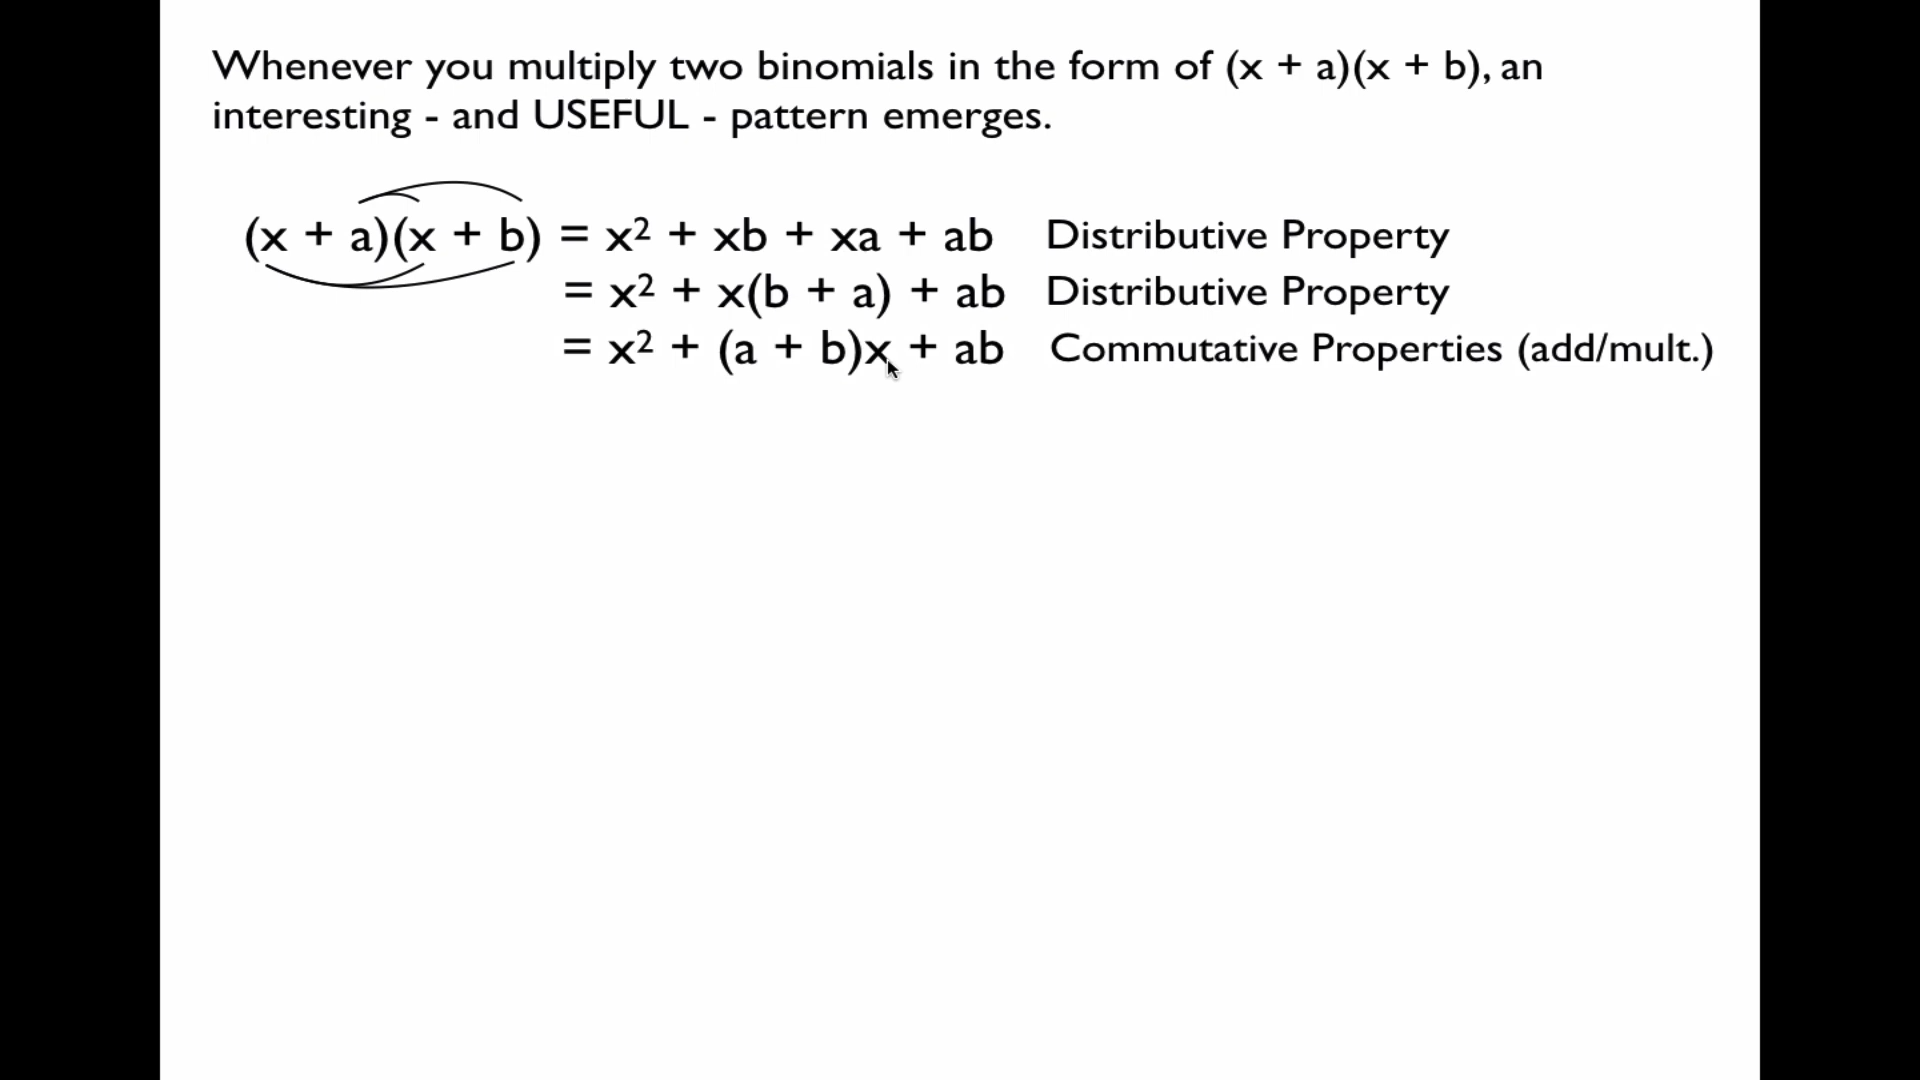 Whenever you multiply two binomials in the form of (x + a)(x + b), an
interesting - and USEFUL - pattern emerges.
(x + a)(x + b) = x² + xb + xa + ab Distributive Property
= x² + x(b + a) + ab Distributive Property
= x² + (a + b)x + ab Commutative Properties (add/mult.)